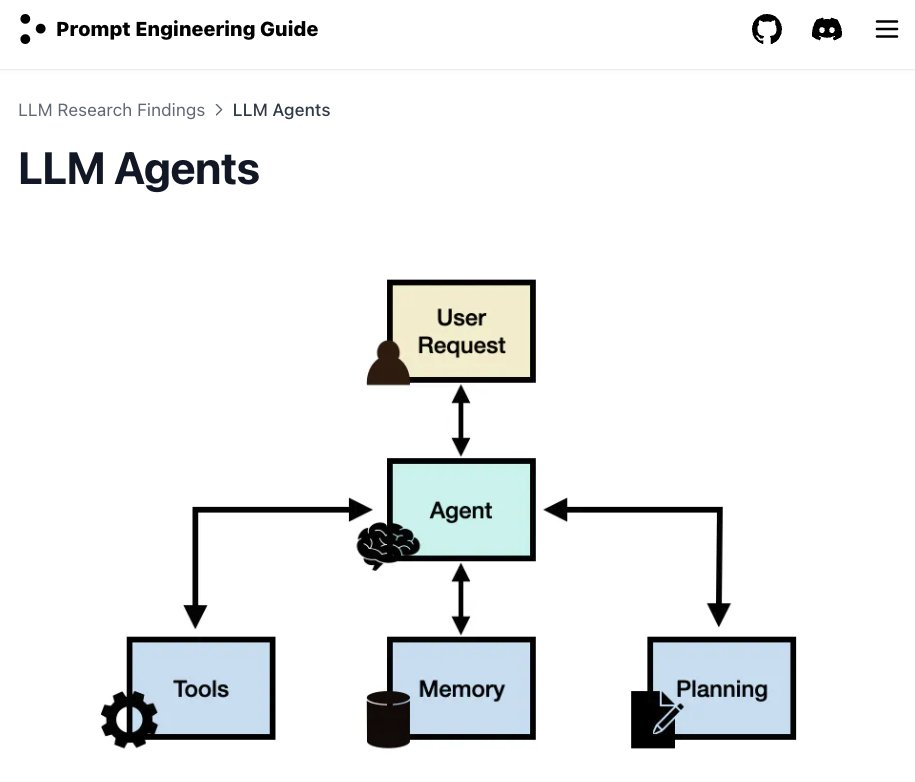 Prompt Engineering Guide
LLM Research Findings > LLM Agents
LLM Agents
User
Request
Agent
Tools
Memory
Planning